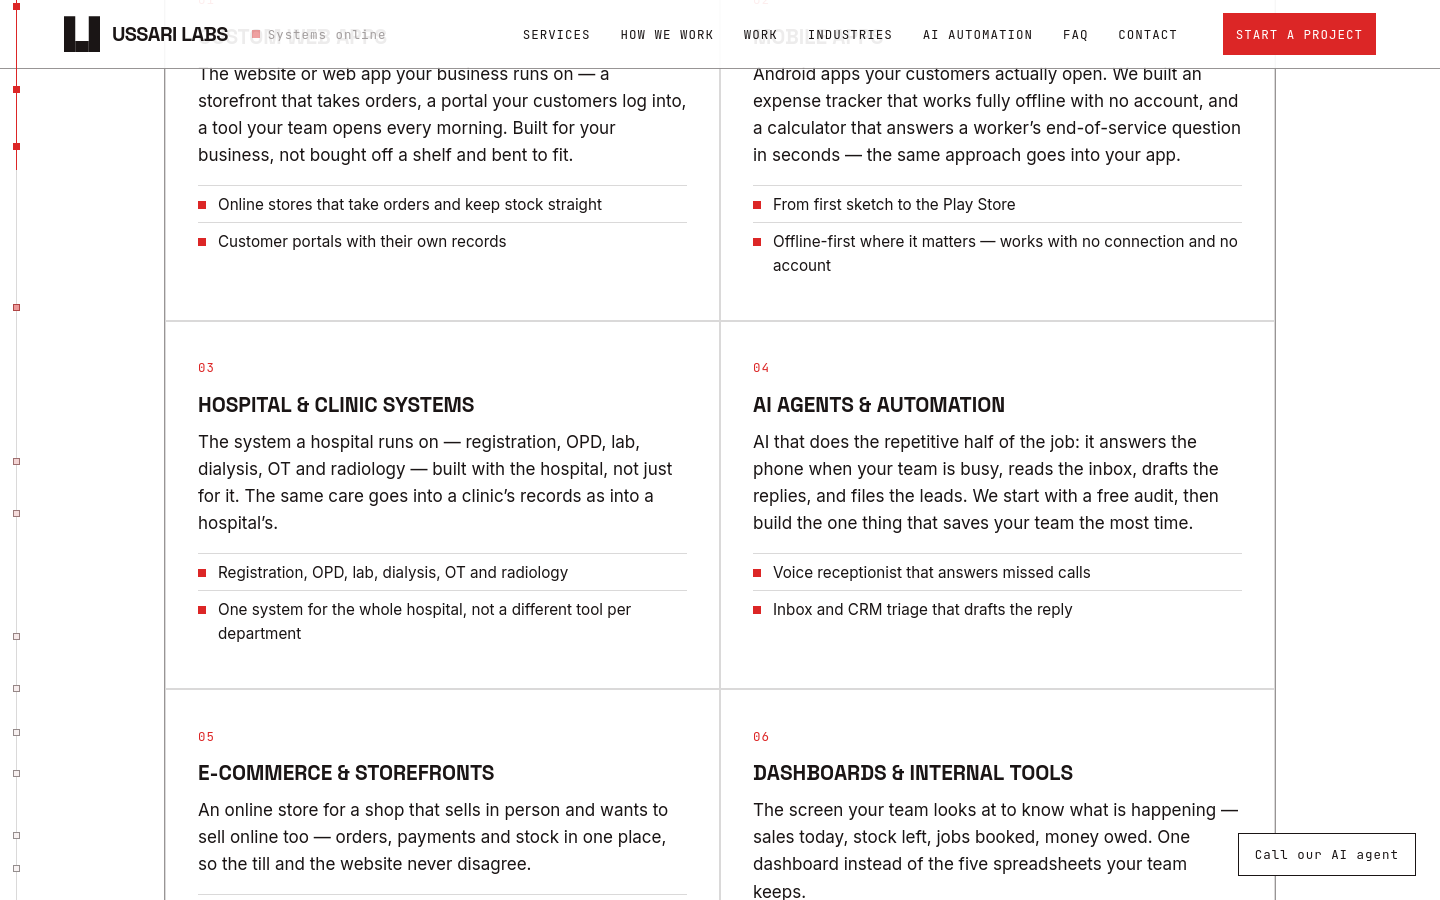 USSARI LABS
Systems online
SERVICES
HOW WE WORK
WORK
INDUSTRIES
AI AUTOMATION
FAQ
CONTACT
START A PROJECT
The website or web app your business runs on — a
storefront that takes orders, a portal your customers log into,
a tool your team opens every morning. Built for your
business, not bought off a shelf and bent to fit.
Online stores that take orders and keep stock straight
Customer portals with their own records
Android apps your customers actually open. We built an
expense tracker that works fully offline with no account, and
a calculator that answers a worker’s end-of-service question
in seconds — the same approach goes into your app.
From first sketch to the Play Store
Offline-first where it matters — works with no connection and no
account
03
HOSPITAL & CLINIC SYSTEMS
The system a hospital runs on — registration, OPD, lab,
dialysis, OT and radiology — built with the hospital, not just
for it. The same care goes into a clinic’s records as into a
hospital’s.
Registration, OPD, lab, dialysis, OT and radiology
One system for the whole hospital, not a different tool per
department
04
AI AGENTS & AUTOMATION
AI that does the repetitive half of the job: it answers the
phone when your team is busy, reads the inbox, drafts the
replies, and files the leads. We start with a free audit, then
build the one thing that saves your team the most time.
Voice receptionist that answers missed calls
Inbox and CRM triage that drafts the reply
05
E-COMMERCE & STOREFRONTS
An online store for a shop that sells in person and wants to
sell online too — orders, payments and stock in one place,
so the till and the website never disagree.
06
DASHBOARDS & INTERNAL TOOLS
The screen your team looks at to know what is happening —
sales today, stock left, jobs booked, money owed. One
dashboard instead of the five spreadsheets your team
keeps.
Call our AI agent